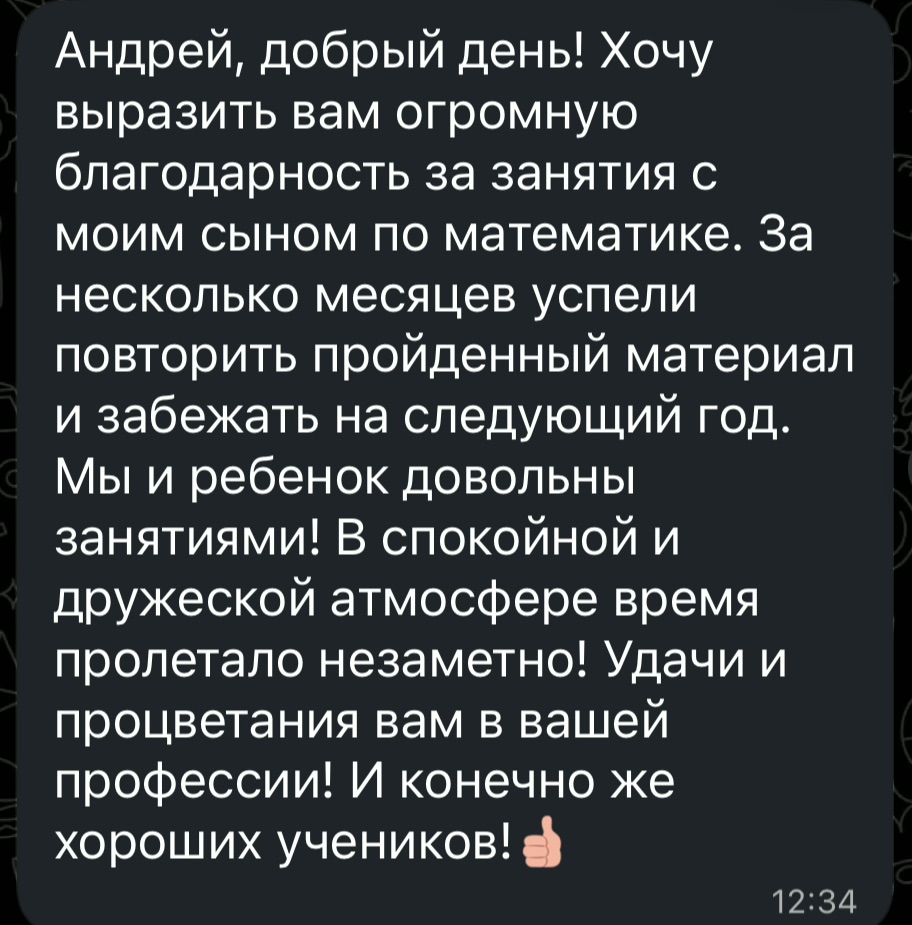 Андрей, добрый день! Хочу
выразить вам огромную
благодарность за занятия с
моим сыном по математике. За
несколько месяцев успели
повторить пройденный материал
и забежать на следующий год.
Мы и ребенок довольны
занятиями! В спокойной и
дружеской атмосфере время
пролетало незаметно! Удачи и
процветания вам в вашей
профессии! И конечно же
хороших учеников!👍🏻
12:34